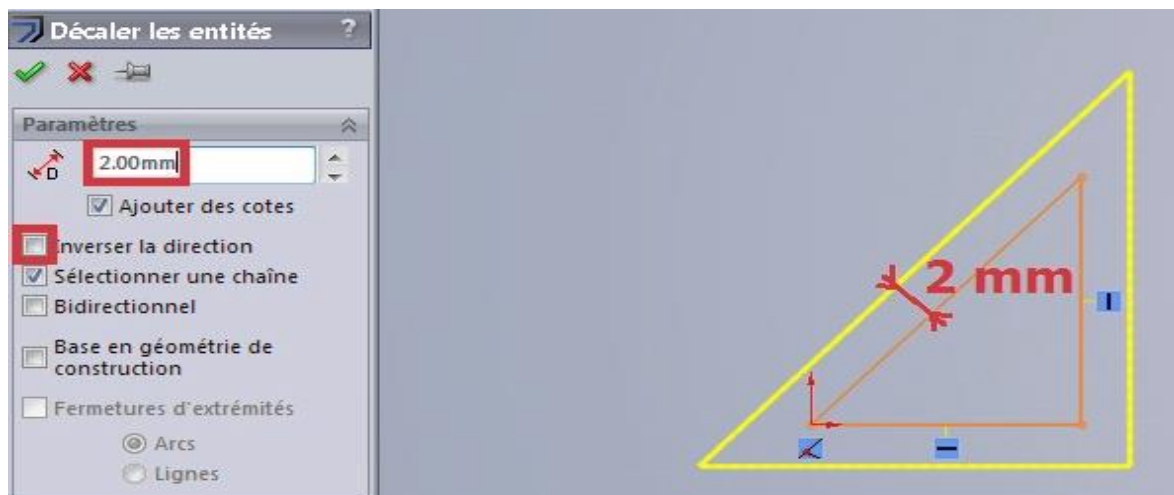 Décaler les entités ?
Paramètres
D 2.00mm
Ajouter des cotes
Inverser la direction
Sélectionner une chaîne
Bidirectionnel
Base en géométrie de
construction
Fermetures d'extrémités
Arcs
Lignes
2 mm